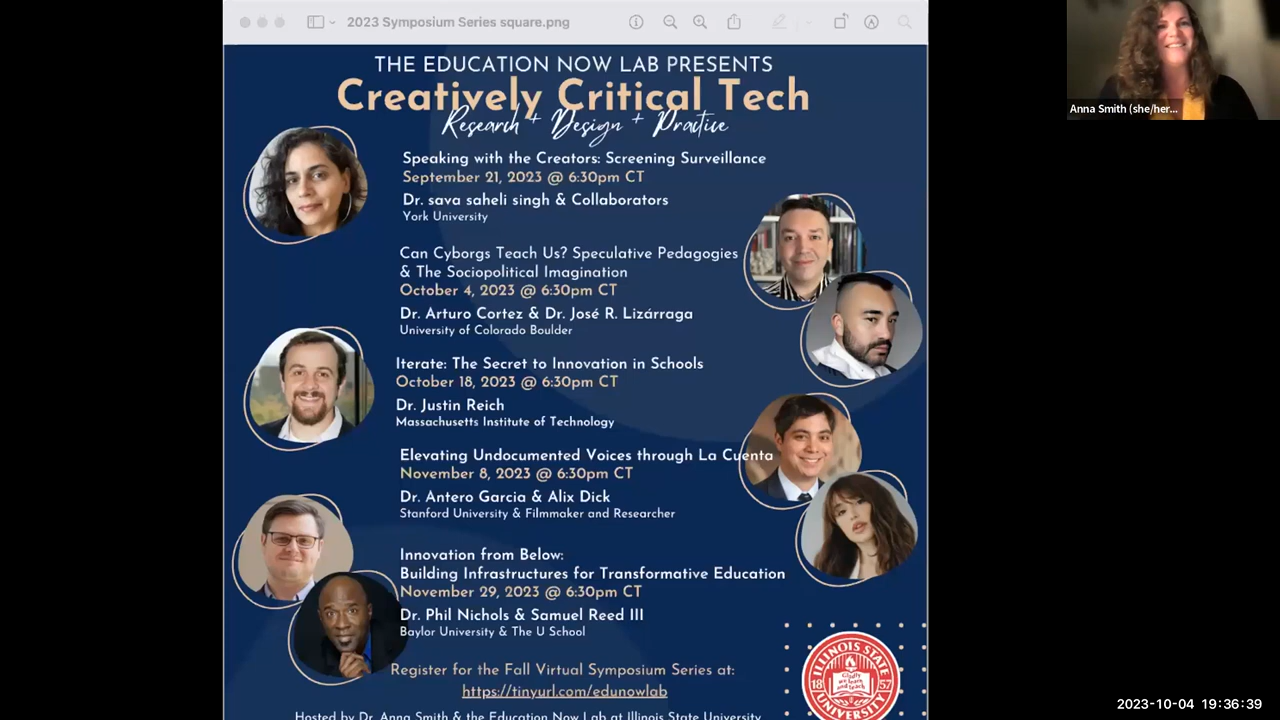 2023 Symposium Series square.png
THE EDUCATION NOW LAB PRESENTS
Creatively Critical Tech
Research + Design + Practice
Speaking with the Creators: Screening Surveillance
September 21, 2023 @ 6:30pm CT
Dr. sava saheli singh & Collaborators
York University
Can Cyborgs Teach Us? Speculative Pedagogies
& The Sociopolitical Imagination
October 4, 2023 @ 6:30pm CT
Dr. Arturo Cortez & Dr. José R. Lizárraga
University of Colorado Boulder
Iterate: The Secret to Innovation in Schools
October 18, 2023 @ 6:30pm CT
Dr. Justin Reich
Massachusetts Institute of Technology
Elevating Undocumented Voices through La Cuenta
November 8, 2023 @ 6:30pm CT
Dr. Antero Garcia & Alix Dick
Stanford University & Filmmaker and Researcher
Innovation from Below:
Building Infrastructures for Transformative Education
November 29, 2023 @ 6:30pm CT
Dr. Phil Nichols & Samuel Reed III
Baylor University & The U School
Register for the Fall Virtual Symposium Series at:
https://tinyurl.com/edunowlab
Hosted by Dr. Anna Smith & the Education Now Lab at Illinois State University
ILLINOIS STATE
Gladly
we learn
and teach
18 57
UNIVERSITY
Anna Smith (she/her...
2023-10-04 19:36:39